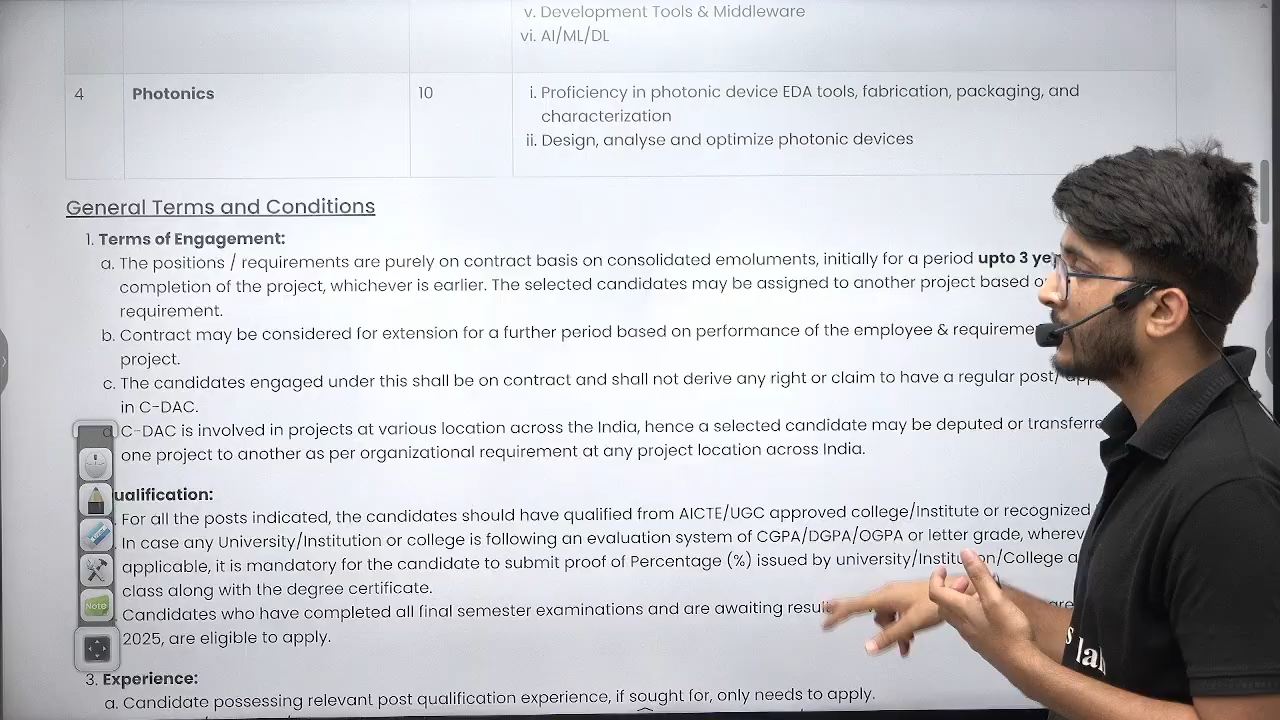 v. Development Tools & Middleware
vi. AI/ML/DL
4 Photonics 10 i. Proficiency in photonic device EDA tools, fabrication, packaging, and
characterization
ii. Design, analyse and optimize photonic devices
General Terms and Conditions
1. Terms of Engagement:
a. The positions / requirements are purely on contract basis on consolidated emoluments, initially for a period upto 3
completion of the project, whichever is earlier. The selected candidates may be assigned to another project based
requirement.
b. Contract may be considered for extension for a further period based on performance of the employee &
project.
c. The candidates engaged under this shall be on contract and shall not derive any right or claim to have a regular post/
in C-DAC.
C-DAC is involved in projects at various location across the India, hence a selected candidate may be deputed or
one project to another as per organizational requirement at any project location across India.
ualification:
For all the posts indicated, the candidates should have qualified from AICTE/UGC approved college/Institute or recognized
In case any University/Institution or college is following an evaluation system of CGPA/DGPA/OGPA or letter grade,
applicable, it is mandatory for the candidate to submit proof of Percentage (%) issued by university/Institution/College
class along with the degree certificate.
Candidates who have completed all final semester examinations and are awaiting
2025, are eligible to apply.
3. Experience:
a. Candidate possessing relevant post qualification experience, if sought for, only needs to apply.
Note
s lab